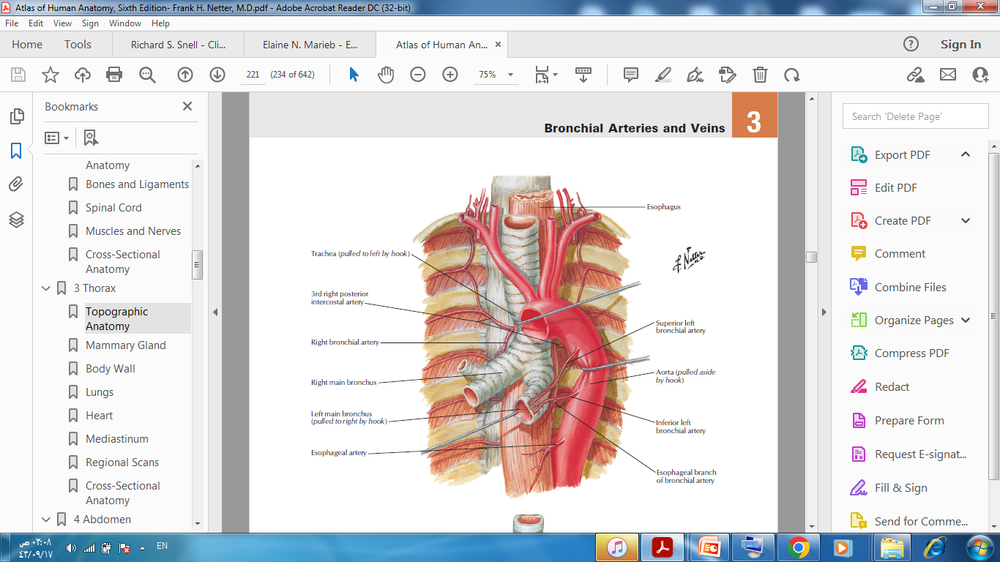 Atlas of Human Anatomy, Sixth Edition- Frank H. Netter, M.D.pdf - Adobe Acrobat Reader DC (32-bit)
File Edit View Sign Window Help
Home Tools Richard S. Snell - Cli... Elaine N. Marieb - E... Atlas of Human An... Sign In
221 (234 of 642) 75%
Bookmarks
Anatomy
Bones and Ligaments
Spinal Cord
Muscles and Nerves
Cross-Sectional
Anatomy
3 Thorax
Topographic
Anatomy
Mammary Gland
Body Wall
Lungs
Heart
Mediastinum
Regional Scans
Cross-Sectional
Anatomy
4 Abdomen
Bronchial Arteries and Veins 3
Esophagus
F. Netter M.D.
Trachea (pulled to left by hook)
3rd right posterior
intercostal artery
Right bronchial artery
Right main bronchus
Left main bronchus
(pulled to right by hook)
Esophageal artery
Superior left
bronchial artery
Aorta (pulled aside
by hook)
Inferior left
bronchial artery
Esophageal branch
of bronchial artery
Search 'Delete Page'
Export PDF
Edit PDF
Create PDF
Comment
Combine Files
Organize Pages
Compress PDF
Redact
Prepare Form
Request E-signat...
Fill & Sign
Send for Comme...
٠٢:٠٨ ص
٤٣/٠٩/١٧
EN